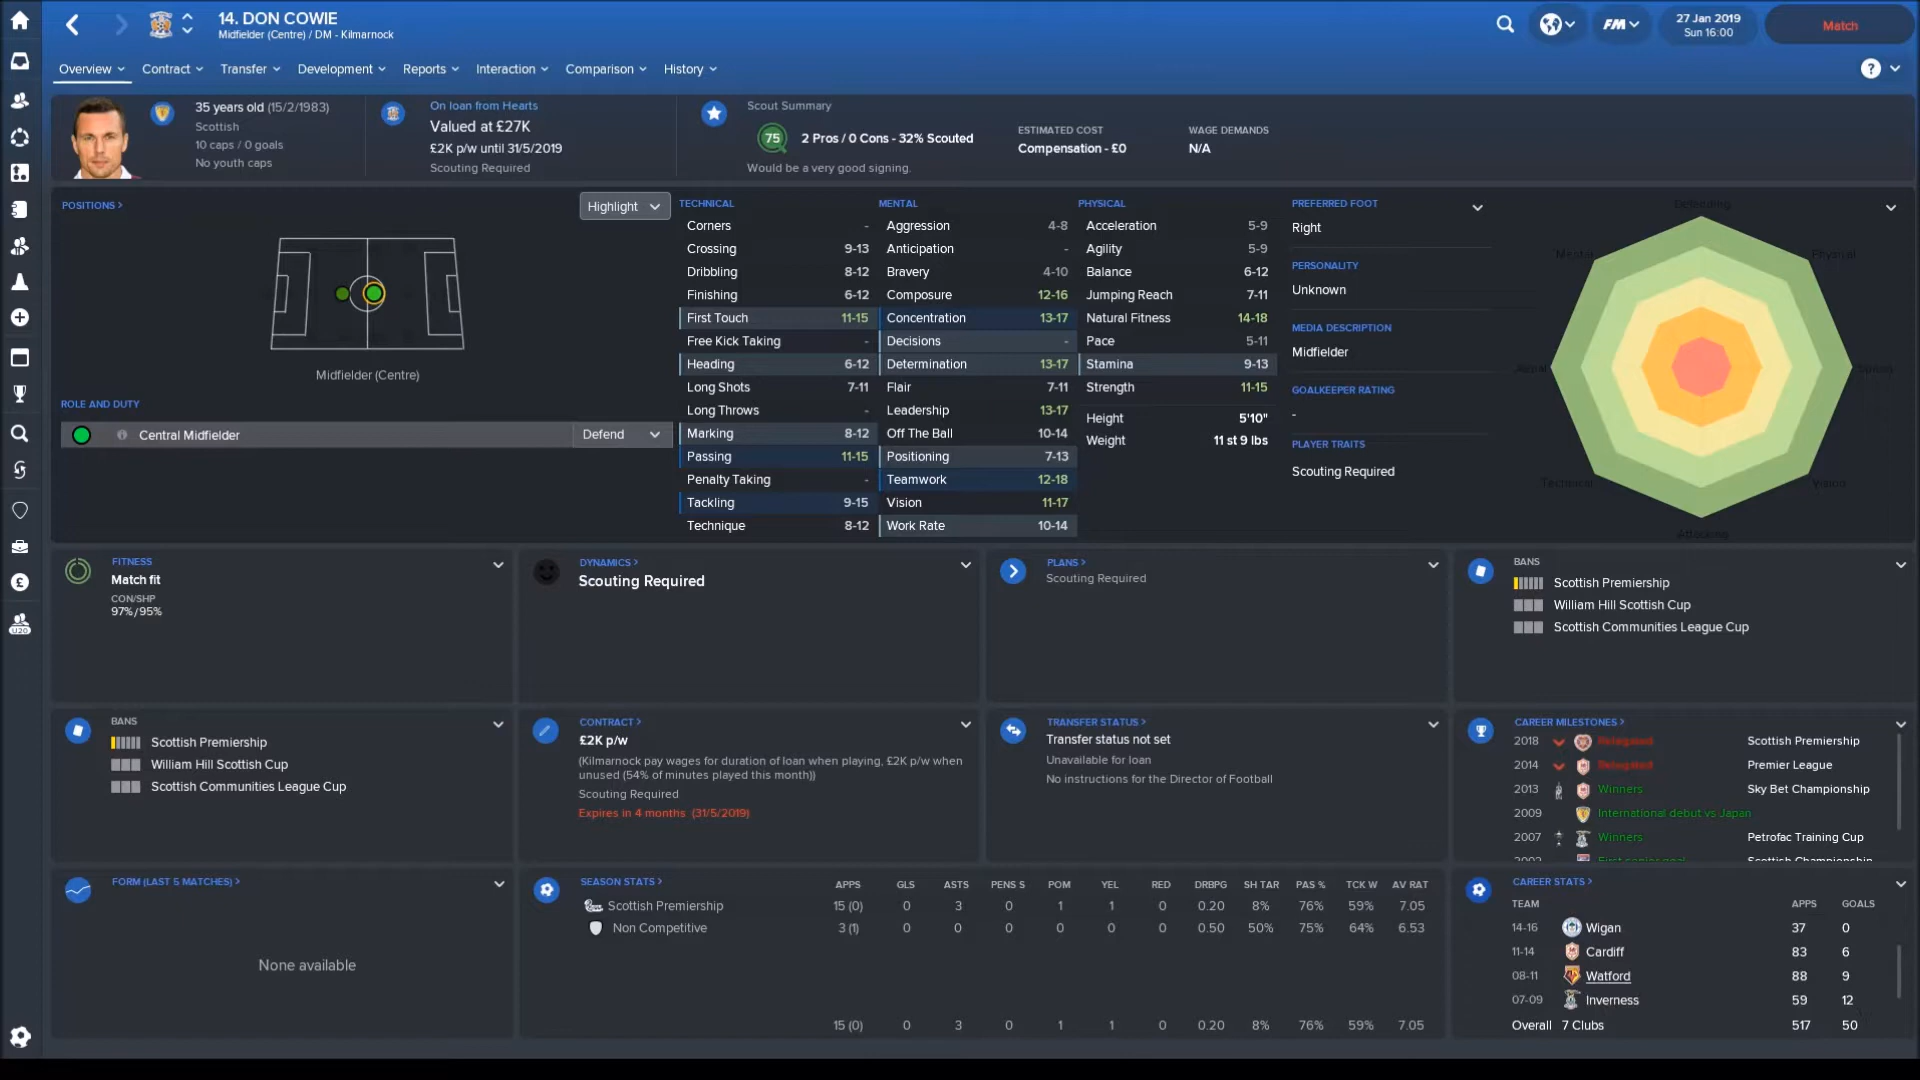 14. DON COWIE
Midfielder (Centre) / DM - Kilmarnock
FM
27 Jan 2019
Sun 16:00
Match
Overview
Contract
Transfer
Development
Reports
Interaction
Comparison
History
?
35 years old (15/2/1983)
Scottish
10 caps / 0 goals
No youth caps
On loan from Hearts
Valued at £27K
£2K p/w until 31/5/2019
Scouting Required
Scout Summary
75
2 Pros / 0 Cons - 32% Scouted
Would be a very good signing.
ESTIMATED COST
Compensation - £0
WAGE DEMANDS
N/A
POSITIONS >
Highlight
Midfielder (Centre)
ROLE AND DUTY
Central Midfielder
Defend
TECHNICAL
Corners -
Crossing 9-13
Dribbling 8-12
Finishing 6-12
First Touch 11-15
Free Kick Taking -
Heading 6-12
Long Shots 7-11
Long Throws -
Marking 8-12
Passing 11-15
Penalty Taking -
Tackling 9-15
Technique 8-12
MENTAL
Aggression 4-8
Anticipation -
Bravery 4-10
Composure 12-16
Concentration 13-17
Decisions -
Determination 13-17
Flair 7-11
Leadership 13-17
Off The Ball 10-14
Positioning 7-13
Teamwork 12-18
Vision 11-17
Work Rate 10-14
PHYSICAL
Acceleration 5-9
Agility 5-9
Balance 6-12
Jumping Reach 7-11
Natural Fitness 14-18
Pace 5-11
Stamina 9-13
Strength 11-15
Height 5'10"
Weight 11 st 9 lbs
PREFERRED FOOT
Right
PERSONALITY
Unknown
MEDIA DESCRIPTION
Midfielder
GOALKEEPER RATING
-
PLAYER TRAITS
Scouting Required
Defending
Physical
Speed
Vision
Attacking
Technical
Aerial
Mental
FITNESS
Match fit
CON/SHP
97%/95%
DYNAMICS >
Scouting Required
PLANS >
Scouting Required
BANS
Scottish Premiership
William Hill Scottish Cup
Scottish Communities League Cup
BANS
Scottish Premiership
William Hill Scottish Cup
Scottish Communities League Cup
CONTRACT >
£2K p/w
(Kilmarnock pay wages for duration of loan when playing, £2K p/w when
unused (54% of minutes played this month))
Scouting Required
Expires in 4 months (31/5/2019)
TRANSFER STATUS >
Transfer status not set
Unavailable for loan
No instructions for the Director of Football
CAREER MILESTONES >
2018 Relegated Scottish Premiership
2014 Relegated Premier League
2013 Winners Sky Bet Championship
2009 International debut vs Japan
2007 Winners Petrofac Training Cup
2002 First senior goal Scottish Championship
FORM (LAST 5 MATCHES) >
None available
SEASON STATS > APPS GLS ASTS PENS S POM YEL RED DRBPG SH TAR PAS % TCK W AV RAT
Scottish Premiership 15 (0) 0 3 0 1 1 0 0.20 8% 76% 59% 7.05
Non Competitive 3 (1) 0 0 0 0 0 0 0.50 50% 75% 64% 6.53
15 (0) 0 3 0 1 1 0 0.20 8% 76% 59% 7.05
CAREER STATS >
TEAM APPS GOALS
14-16 Wigan 37 0
11-14 Cardiff 83 6
08-11 Watford 88 9
07-09 Inverness 59 12
Overall 7 Clubs 517 50
U20